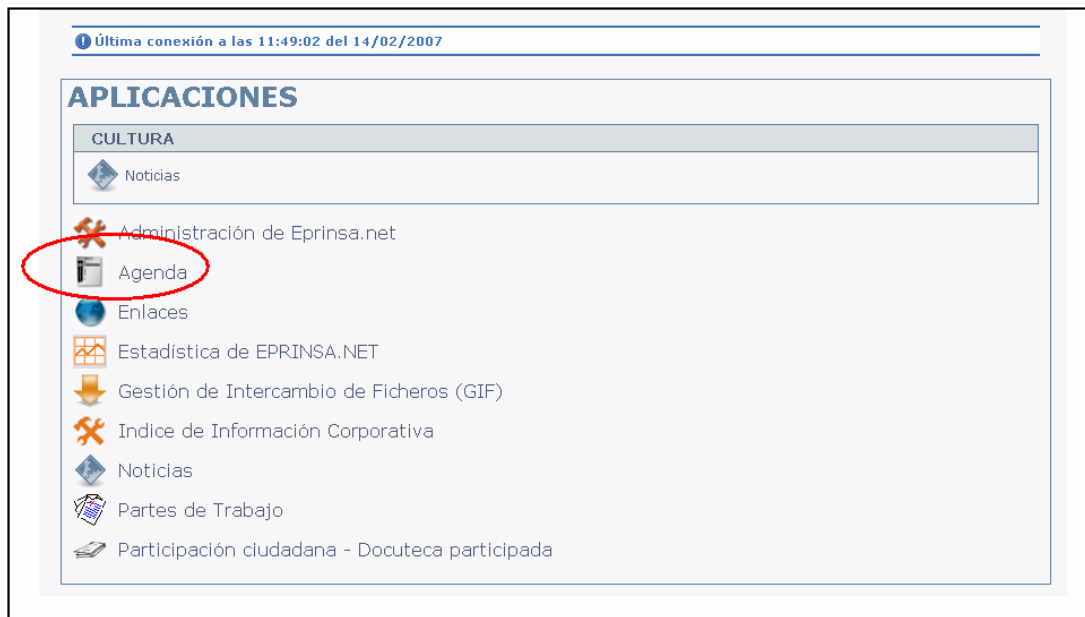 Última conexión a las 11:49:02 del 14/02/2007
APLICACIONES
CULTURA
Noticias
Administración de Eprinsa.net
Agenda
Enlaces
Estadística de EPRINSA.NET
Gestión de Intercambio de Ficheros (GIF)
Indice de Información Corporativa
Noticias
Partes de Trabajo
Participación ciudadana - Docuteca participada